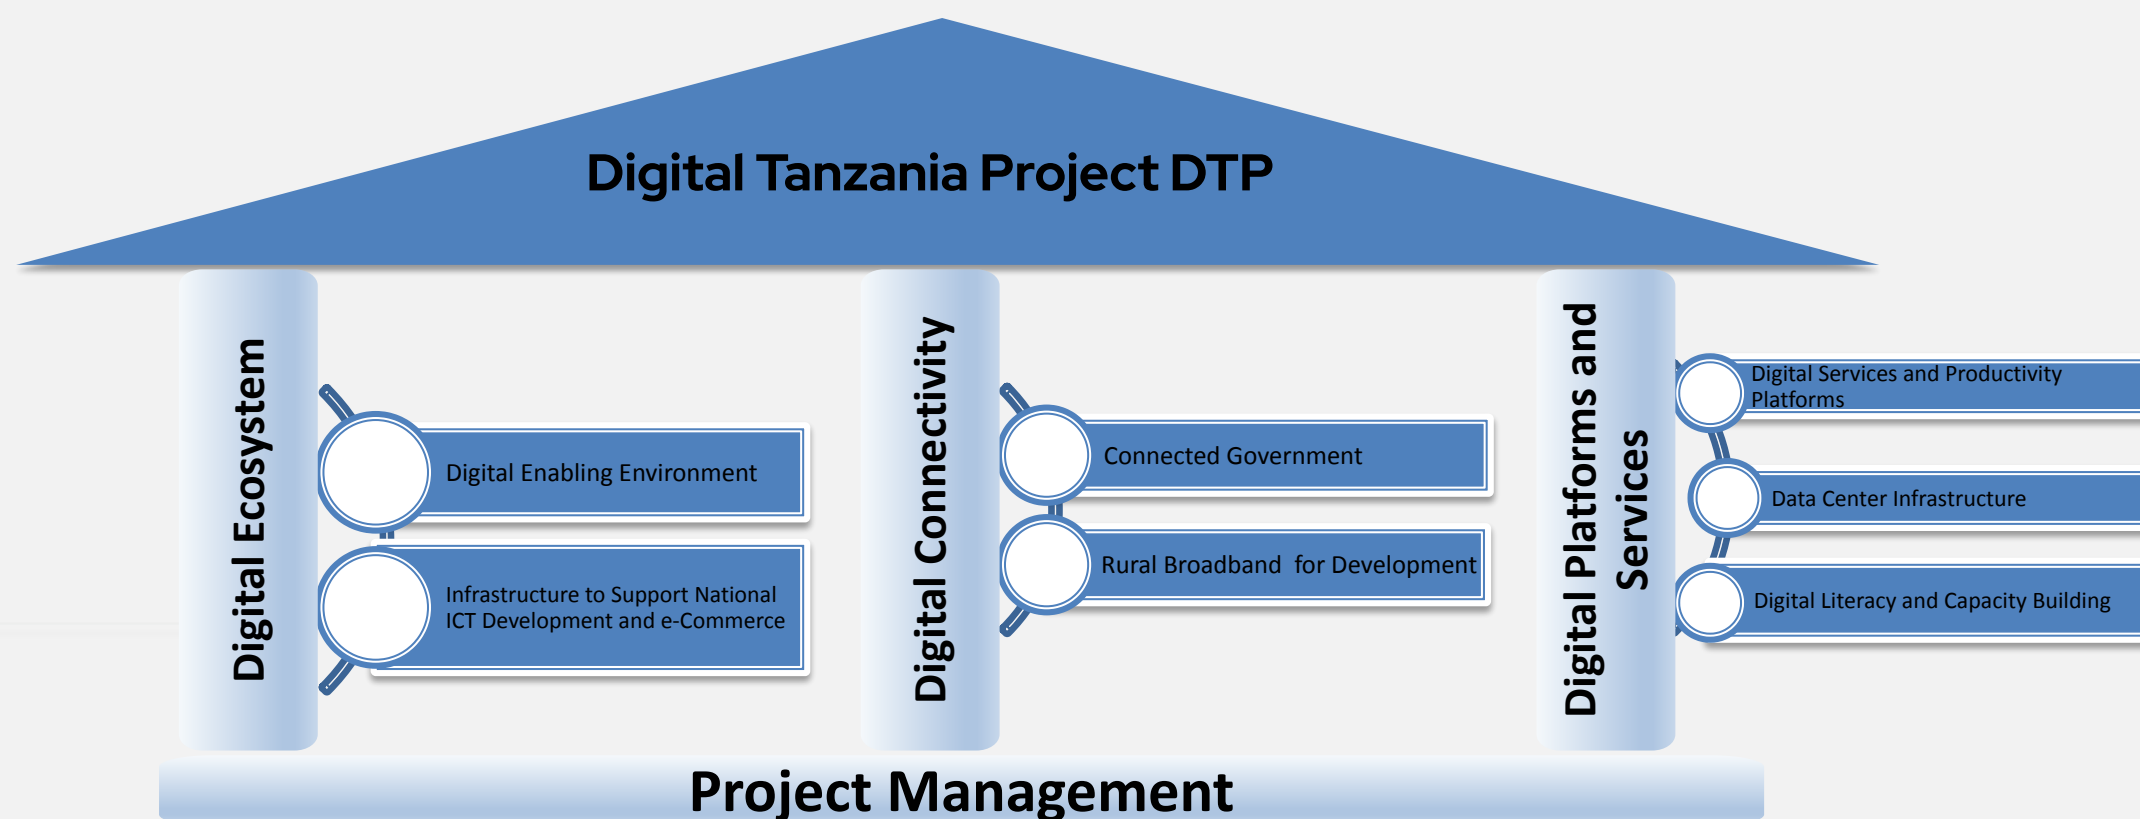 Digital Tanzania Project DTP
Digital Ecosystem
Digital Enabling Environment
Infrastructure to Support National
ICT Development and e-Commerce
Digital Connectivity
Connected Government
Rural Broadband  for Development
Digital Platforms and
Services
Digital Services and Productivity
Platforms
Data Center Infrastructure
Digital Literacy and Capacity Building
Project Management